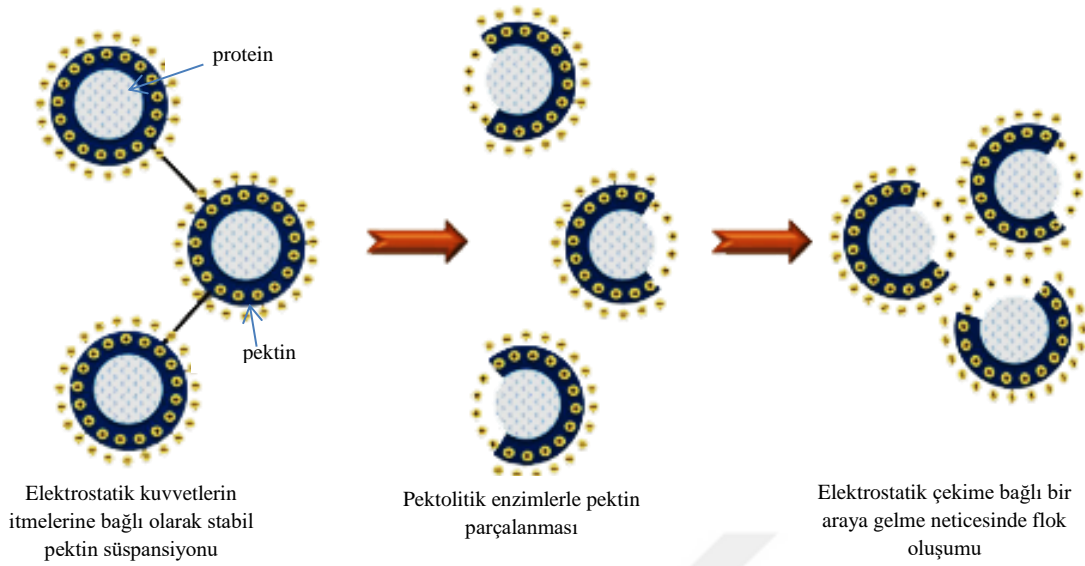 protein
pektin
Elektrostatik kuvvetlerin
itmelerine bağlı olarak stabil
pektin süspansiyonu
Pektolitik enzimlerle pektin
parçalanması
Elektrostatik çekime bağlı bir
araya gelme neticesinde flok
oluşumu